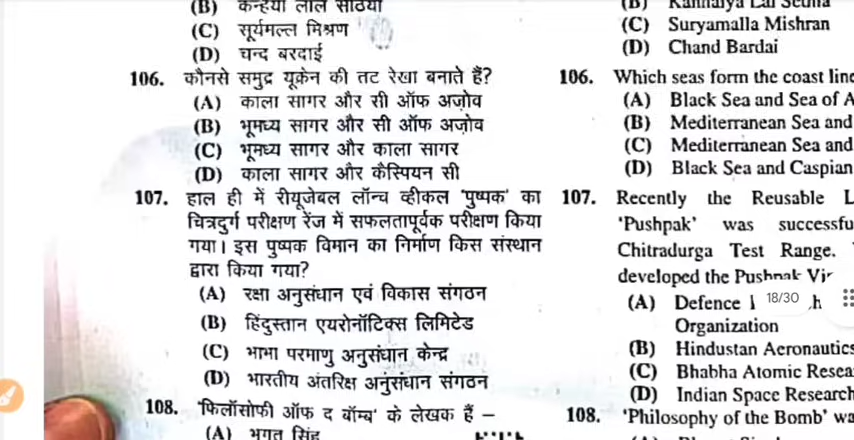 (B) कन्हैया लाल सेठिया
(B) Kanhaiya Lal Sethia
(C) सूर्यमल्ल मिश्रण
(C) Suryamalla Mishran
(D) चन्द बरदाई
(D) Chand Bardai
106. कौनसे समुद्र यूक्रेन की तट रेखा बनाते हैं?
(A) काला सागर और सी ऑफ अज़ोव
(B) भूमध्य सागर और सी ऑफ अज़ोव
(C) भूमध्य सागर और काला सागर
(D) काला सागर और कैस्पियन सी
106. Which seas form the coast line
(A) Black Sea and Sea of A
(B) Mediterranean Sea and
(C) Mediterranean Sea and
(D) Black Sea and Caspian
107. हाल ही में रीयूजेबल लॉन्च व्हीकल 'पुष्पक' का
चित्रदुर्ग परीक्षण रेंज में सफलतापूर्वक परीक्षण किया
गया। इस पुष्पक विमान का निर्माण किस संस्थान
द्वारा किया गया?
(A) रक्षा अनुसंधान एवं विकास संगठन
(B) हिंदुस्तान एयरोनॉटिक्स लिमिटेड
(C) भाभा परमाणु अनुसंधान केन्द्र
(D) भारतीय अंतरिक्ष अनुसंधान संगठन
107. Recently the Reusable L
'Pushpak' was successfu
Chitradurga Test Range.
developed the Pushpak Vi
(A) Defence
Organization
(B) Hindustan Aeronautics
(C) Bhabha Atomic Resea
(D) Indian Space Research
18/30
108. 'फिलॉसोफी ऑफ द बॉम्ब' के लेखक हैं –
(A) भगत सिंह
108. 'Philosophy of the Bomb' wa